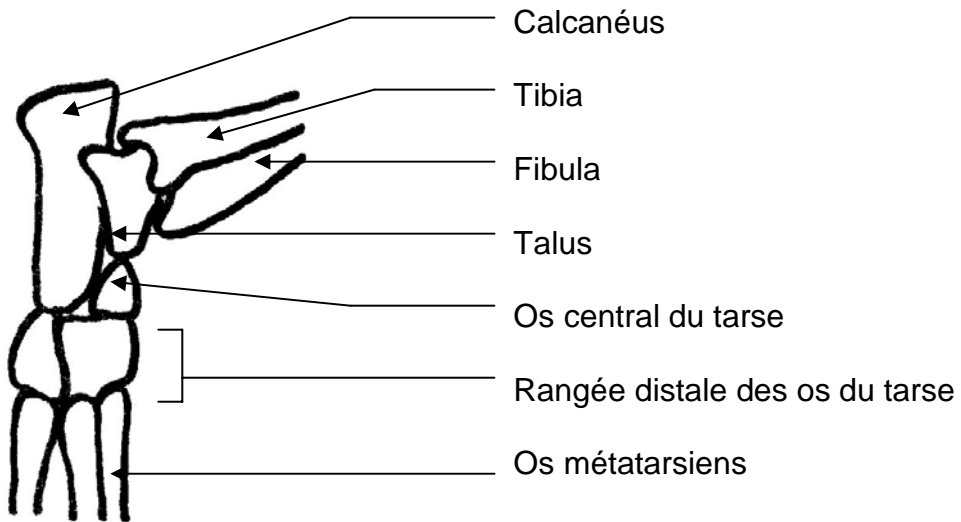 Calcanéus
Tibia
Fibula
Talus
Os central du tarse
Rangée distale des os du tarse
Os métatarsiens